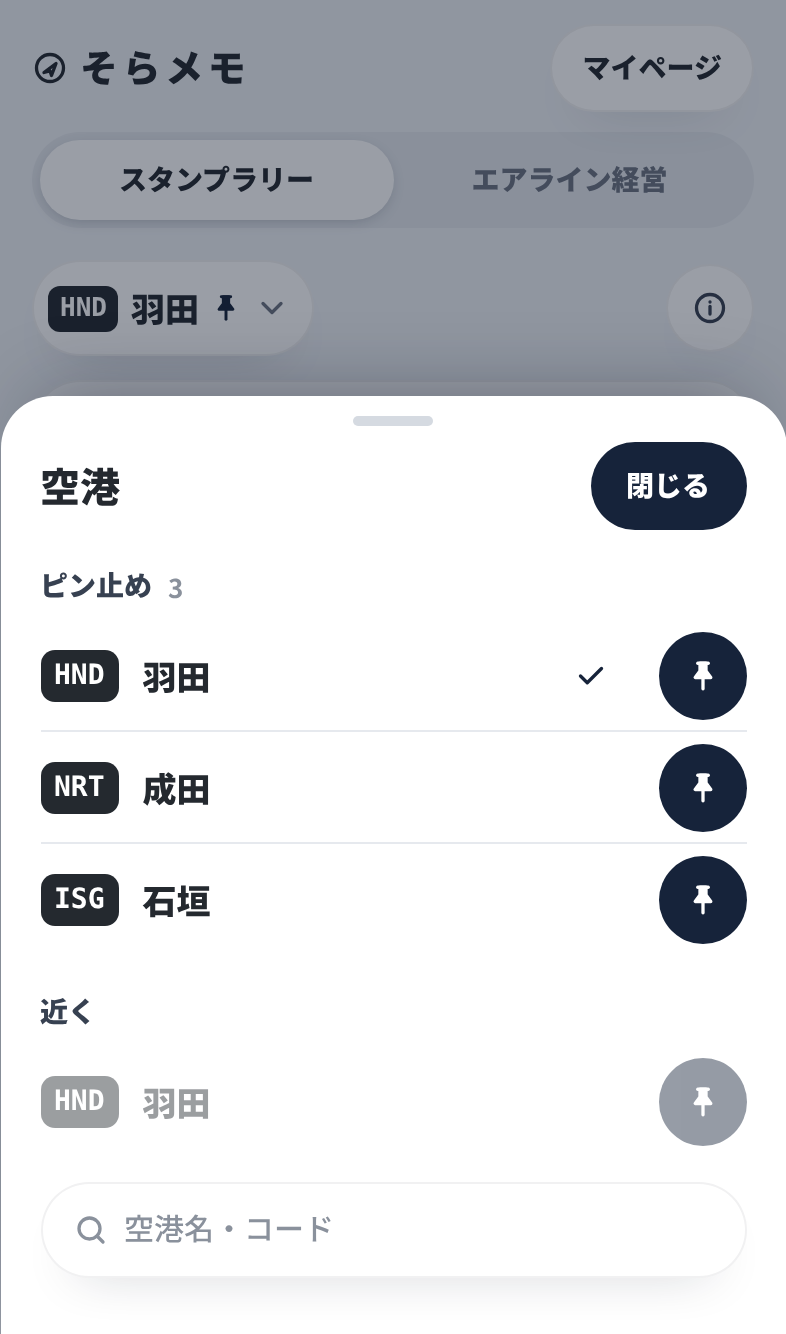 そらメモ
マイページ
スタンプラリー
エアライン経営
HND 羽田
空港
閉じる
ピン止め 3
HND 羽田
NRT 成田
ISG 石垣
近く
HND 羽田
空港名・コード